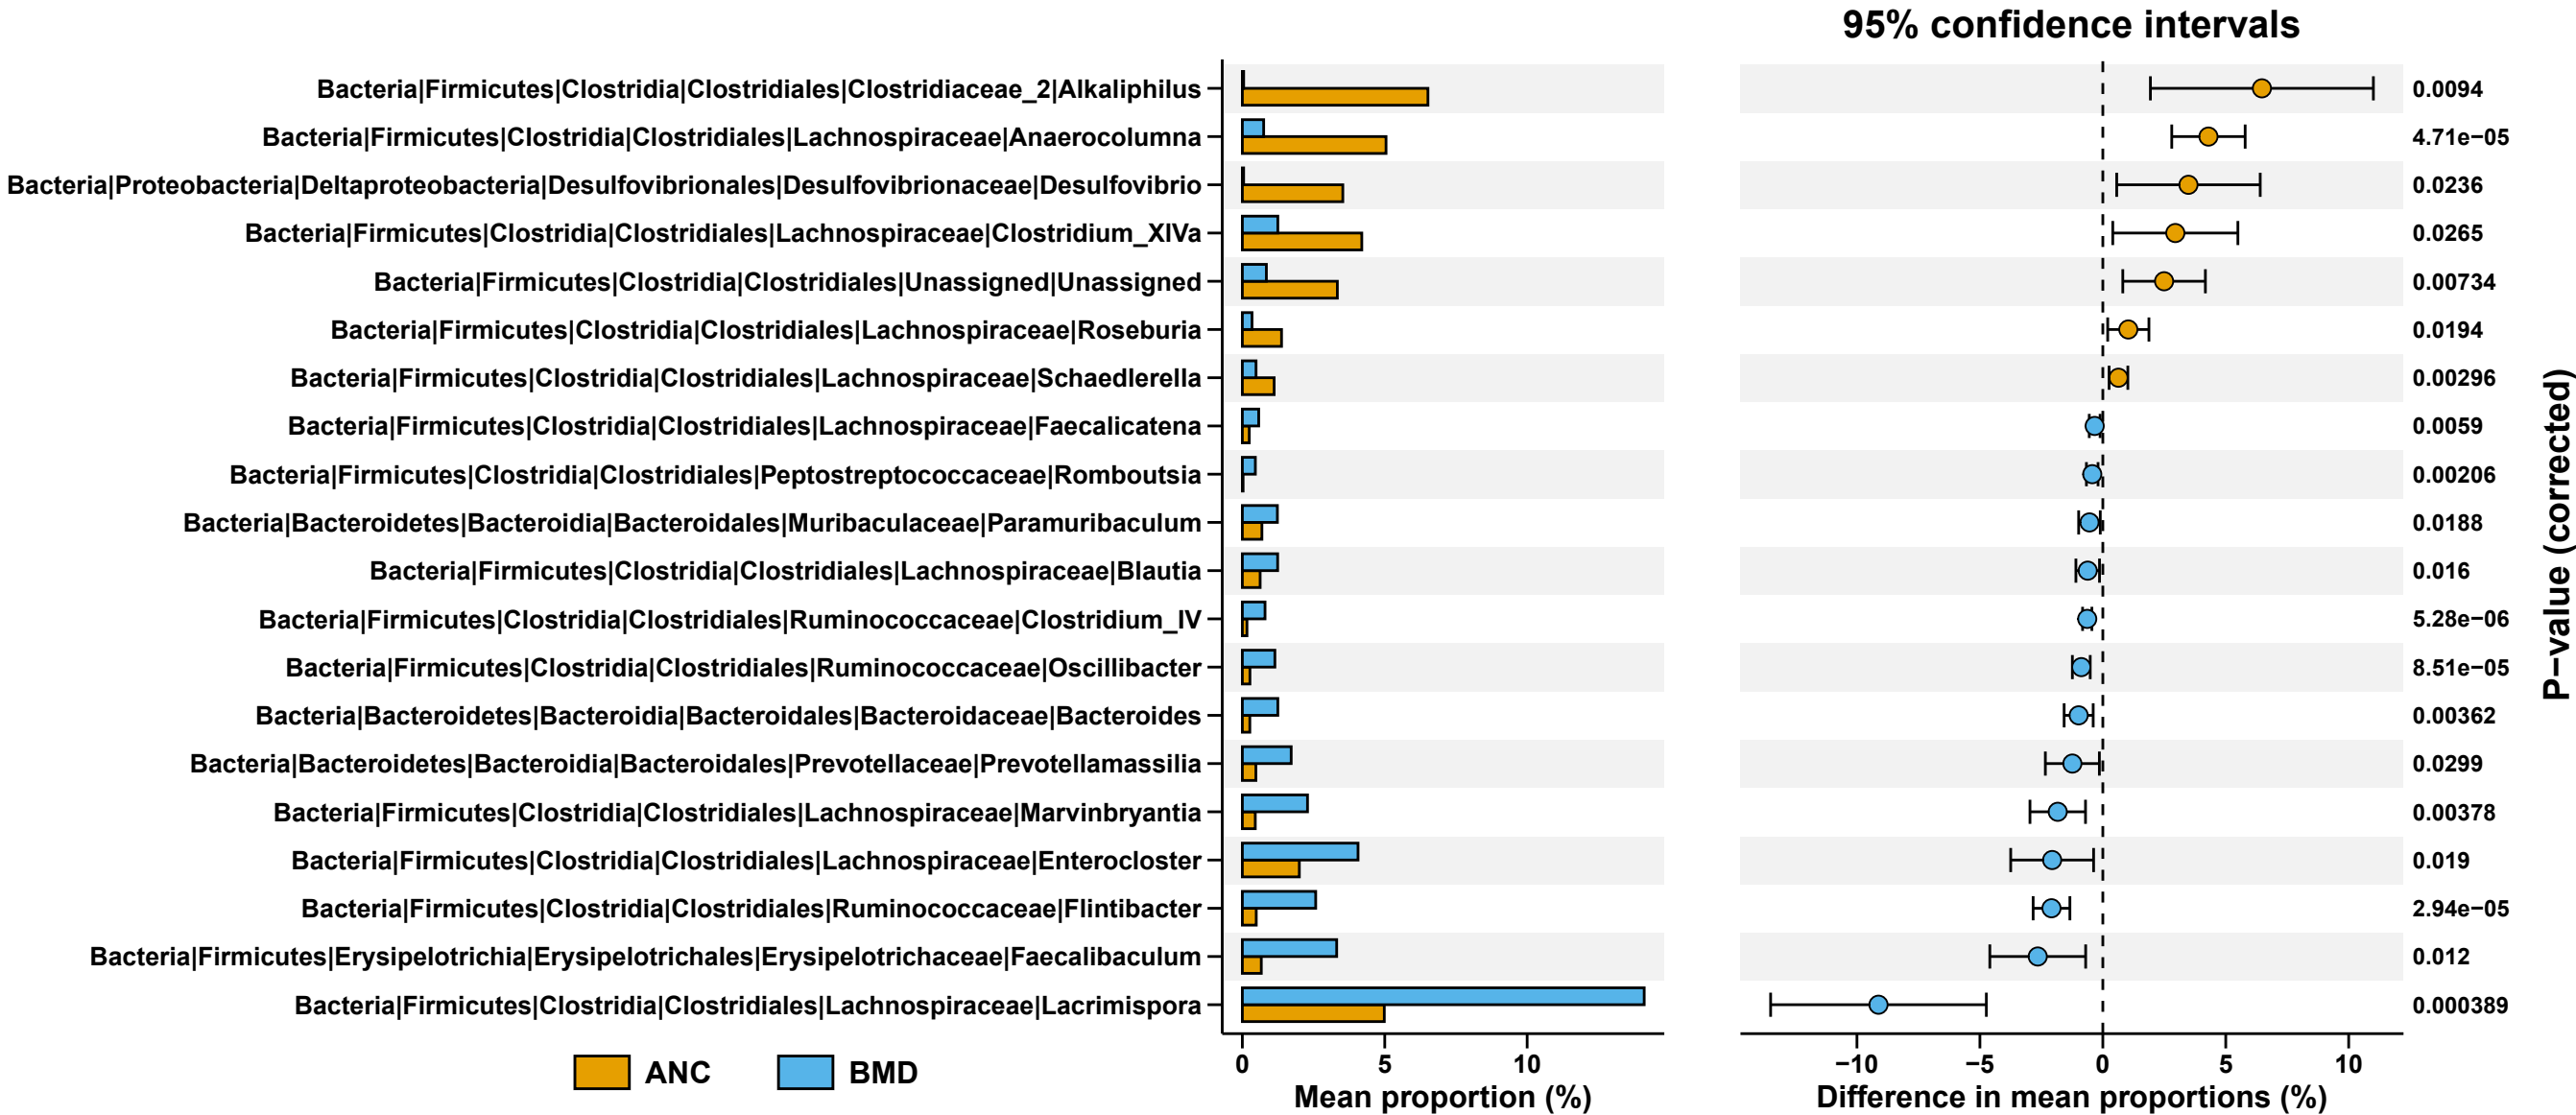 95% confidence intervals
Bacteria|Firmicutes|Clostridia|Clostridiales|Clostridiaceae_2|Alkaliphilus 0.0094
Bacteria|Firmicutes|Clostridia|Clostridiales|Lachnospiraceae|Anaerocolumna 4.71e−05
Bacteria|Proteobacteria|Deltaproteobacteria|Desulfovibrionales|Desulfovibrionaceae|Desulfovibrio 0.0236
Bacteria|Firmicutes|Clostridia|Clostridiales|Lachnospiraceae|Clostridium_XIVa 0.0265
Bacteria|Firmicutes|Clostridia|Clostridiales|Unassigned|Unassigned 0.00734
Bacteria|Firmicutes|Clostridia|Clostridiales|Lachnospiraceae|Roseburia 0.0194
Bacteria|Firmicutes|Clostridia|Clostridiales|Lachnospiraceae|Schaedlerella 0.00296
Bacteria|Firmicutes|Clostridia|Clostridiales|Lachnospiraceae|Faecalicatena 0.0059
Bacteria|Firmicutes|Clostridia|Clostridiales|Peptostreptococcaceae|Romboutsia 0.00206
Bacteria|Bacteroidetes|Bacteroidia|Bacteroidales|Muribaculaceae|Paramuribaculum 0.0188
Bacteria|Firmicutes|Clostridia|Clostridiales|Lachnospiraceae|Blautia 0.016
Bacteria|Firmicutes|Clostridia|Clostridiales|Ruminococcaceae|Clostridium_IV 5.28e−06
Bacteria|Firmicutes|Clostridia|Clostridiales|Ruminococcaceae|Oscillibacter 8.51e−05
Bacteria|Bacteroidetes|Bacteroidia|Bacteroidales|Bacteroidaceae|Bacteroides 0.00362
Bacteria|Bacteroidetes|Bacteroidia|Bacteroidales|Prevotellaceae|Prevotellamassilia 0.0299
Bacteria|Firmicutes|Clostridia|Clostridiales|Lachnospiraceae|Marvinbryantia 0.00378
Bacteria|Firmicutes|Clostridia|Clostridiales|Lachnospiraceae|Enterocloster 0.019
Bacteria|Firmicutes|Clostridia|Clostridiales|Ruminococcaceae|Flintibacter 2.94e−05
Bacteria|Firmicutes|Erysipelotrichia|Erysipelotrichales|Erysipelotrichaceae|Faecalibaculum 0.012
Bacteria|Firmicutes|Clostridia|Clostridiales|Lachnospiraceae|Lacrimispora 0.000389
P−value (corrected)
0 5 10
−10 −5 0 5 10
ANC BMD
Mean proportion (%)
Difference in mean proportions (%)